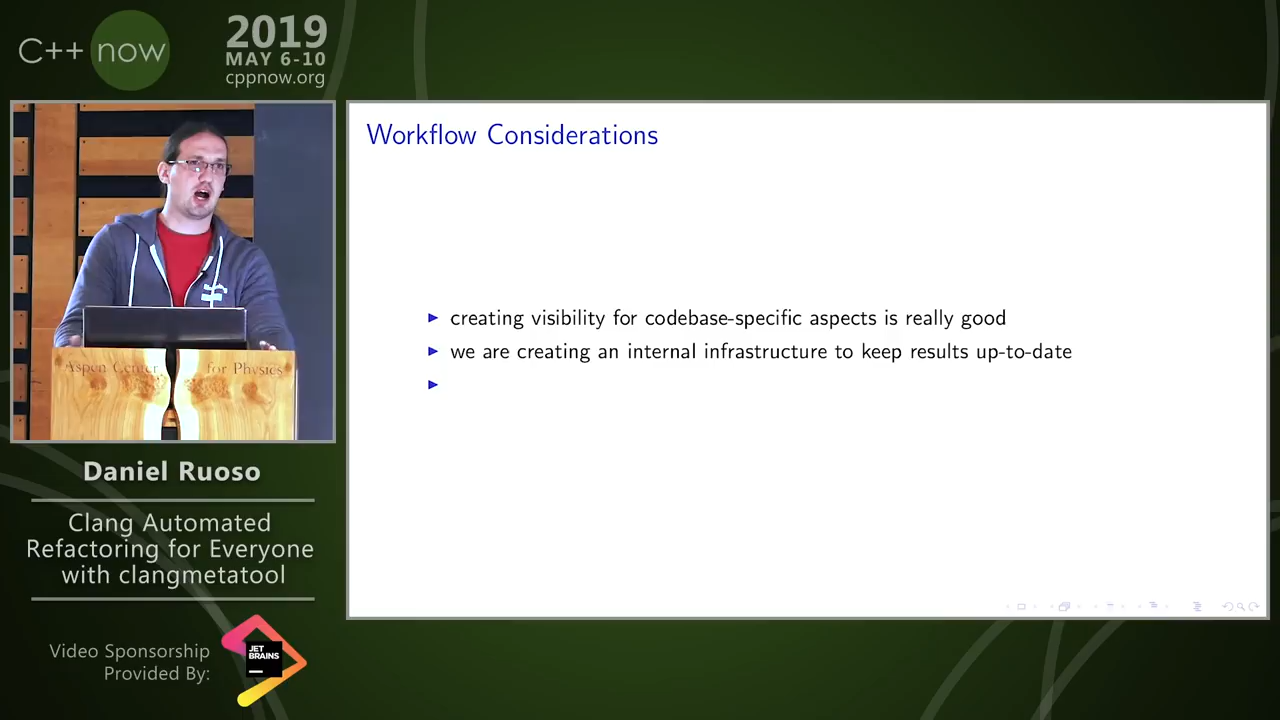 C++ now
2019
MAY 6-10
cppnow.org
Workflow Considerations
creating visibility for codebase-specific aspects is really good
we are creating an internal infrastructure to keep results up-to-date
Aspen Center for Physics
Daniel Ruoso
Clang Automated
Refactoring for Everyone
with clangmetatool
Video Sponsorship
Provided By:
JET
BRAINS